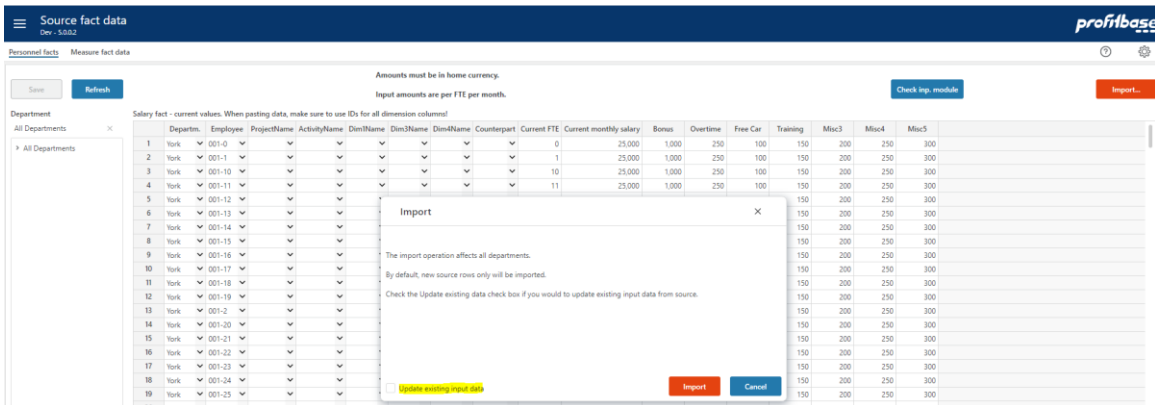 Source fact data
Dev - 5.0.0.2
profitbase
Personnel facts Measure fact data
Amounts must be in home currency.
Save Refresh Check inp. module Import...
Input amounts are per FTE per month.
Department Salary fact - current values. When pasting data, make sure to use IDs for all dimension columns!
All Departments
Departm. Employee ProjectName ActivityName Dim1Name Dim3Name Dim4Name Counterpart Current FTE Current monthly salary Bonus Overtime Free Car Training Misc3 Misc4 Misc5
All Departments
1 York 001-0 0 25,000 1,000 250 100 150 200 250 300
2 York 001-1 1 25,000 1,000 250 100 150 200 250 300
3 York 001-10 10 25,000 1,000 250 100 150 200 250 300
4 York 001-11 11 25,000 1,000 250 100 150 200 250 300
5 York 001-12 150 200 250 300
6 York 001-13 Import 150 200 250 300
7 York 001-14 150 200 250 300
8 York 001-15 150 200 250 300
9 York 001-16 The import operation affects all departments. 150 200 250 300
10 York 001-17 By default, new source rows only will be imported. 150 200 250 300
11 York 001-18 150 200 250 300
12 York 001-19 Check the Update existing data check box if you would to update existing input data from source. 150 200 250 300
13 York 001-2 150 200 250 300
14 York 001-20 150 200 250 300
15 York 001-21 150 200 250 300
16 York 001-22 150 200 250 300
17 York 001-23 150 200 250 300
18 York 001-24 Update existing input data Import Cancel 150 200 250 300
19 York 001-25 150 200 250 300